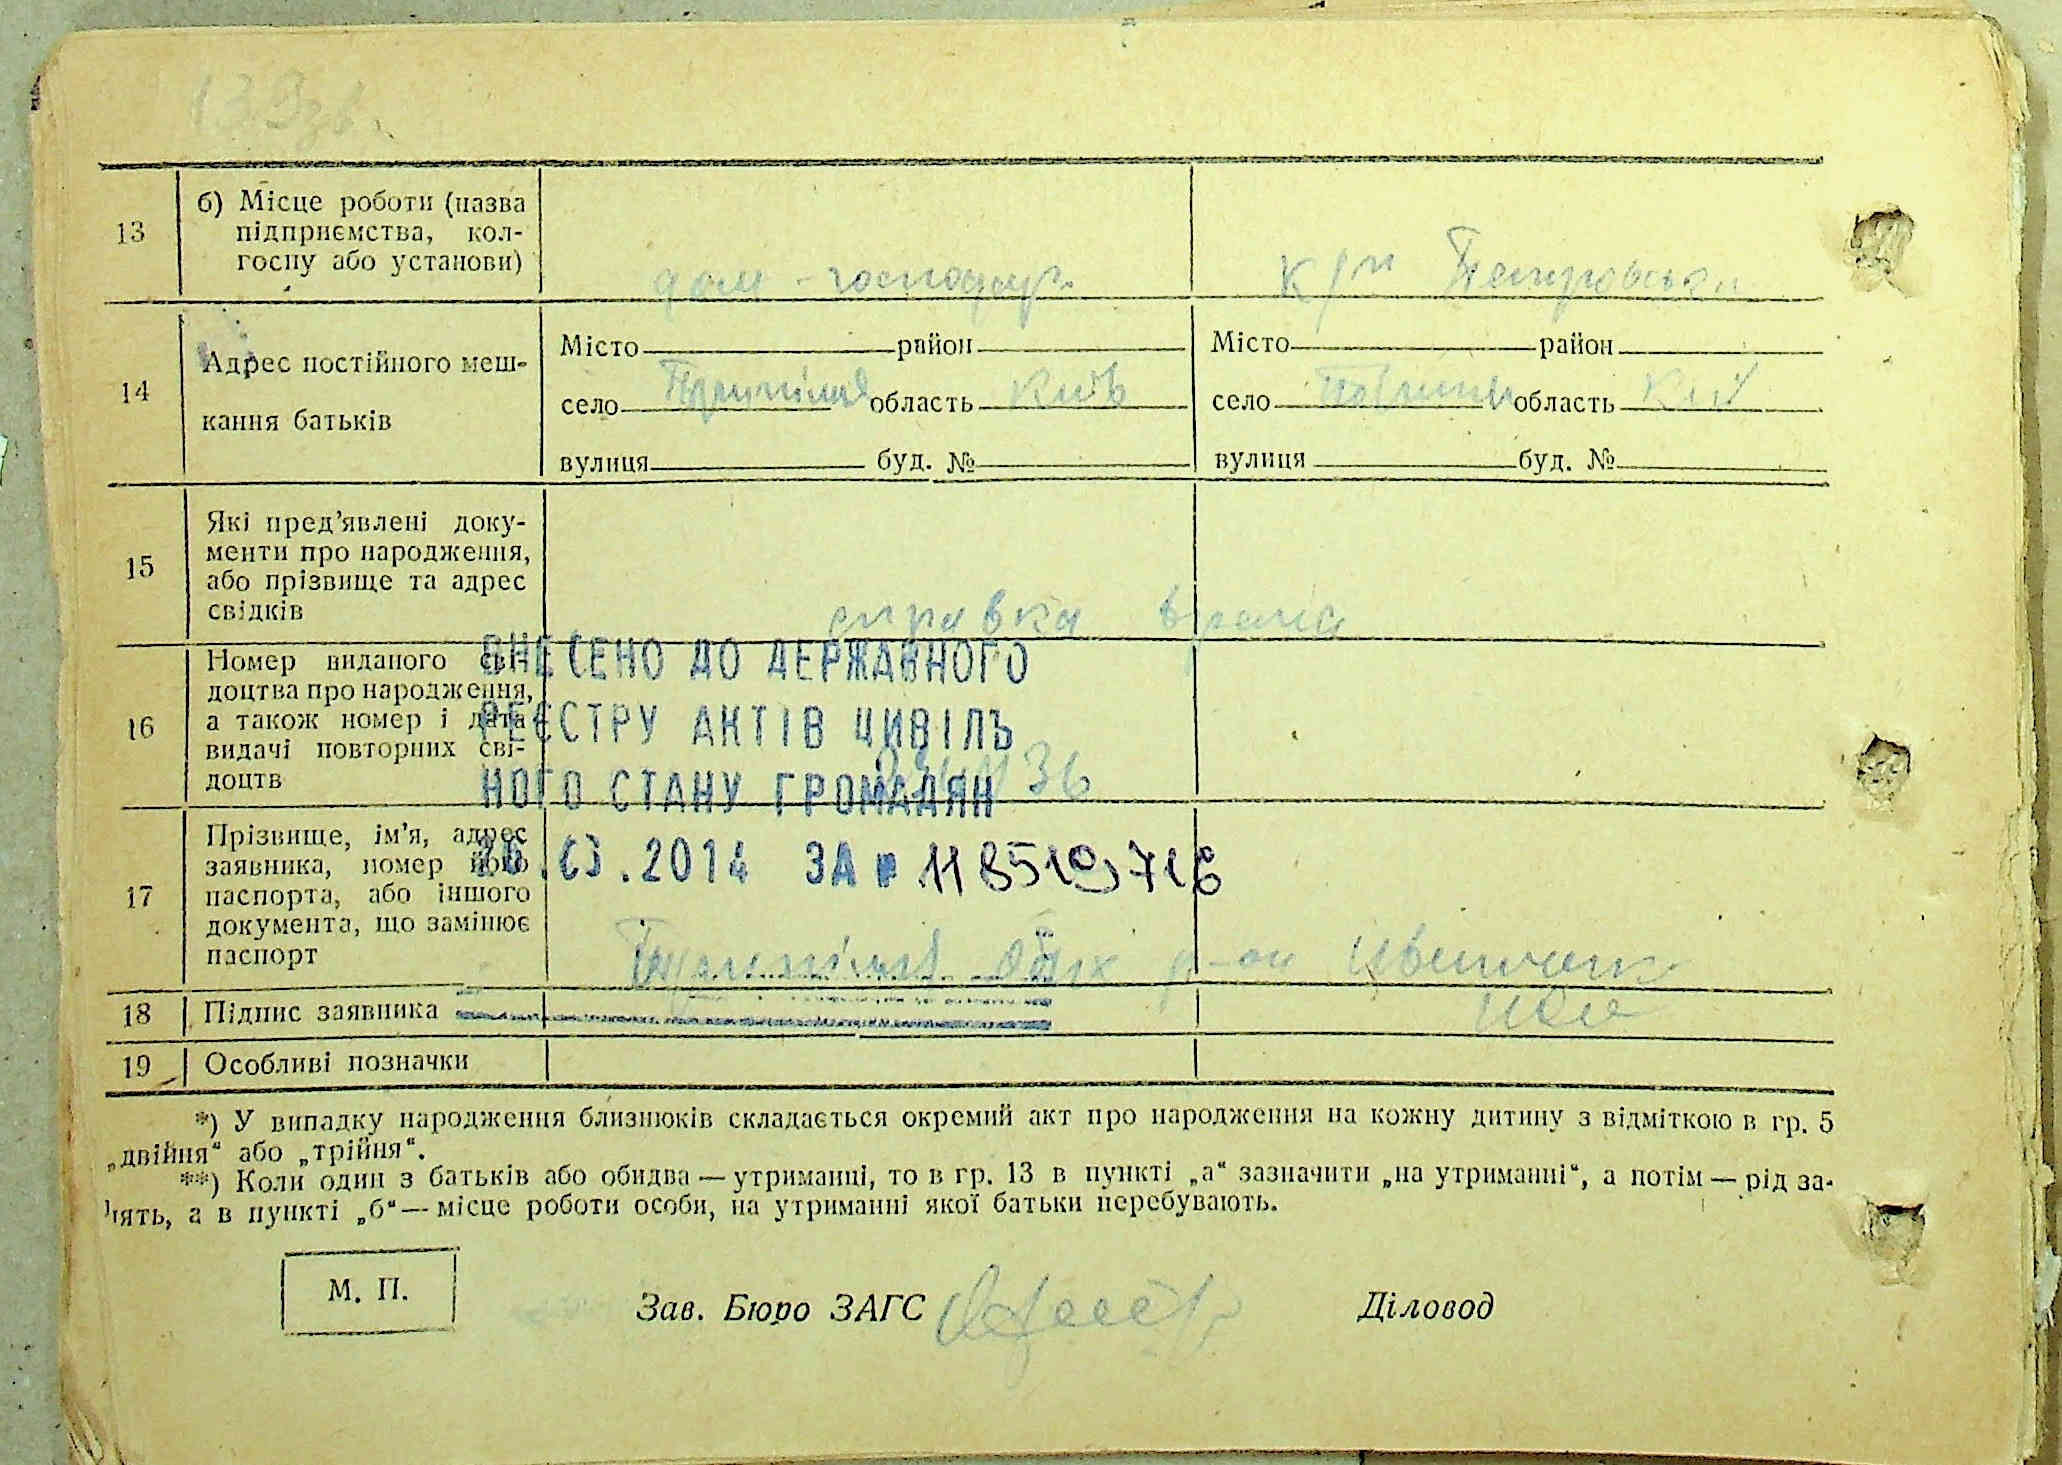 13
б) Місце роботи (назва
підприємства, кол-
госпу або установи)
дом - господар
к/г Петровськ
14
Адрес постійного меш-
кання батьків
Місто район
село область Київ
вулиця буд. №
Місто район
село область Київ
вулиця буд. №
15
Які пред’явлені доку-
менти про народження,
або прізвище та адрес
свідків
справка врача
16
Номер виданого сві-
доцтва про народження,
а також номер і дата
видачі повторних сві-
доцтв
36
ВНЕСЕНО ДО ДЕРЖАВНОГО
РЕЄСТРУ АКТІВ ЦИВІЛЬ
НОГО СТАНУ ГРОМАДЯН
.2014 ЗА №
17
Прізвище, ім’я, адрес
заявника, номер його
паспорта, або іншого
документа, що замінює
паспорт
18
Підпис заявника
19
Особливі позначки
*) У випадку народження близнюків складається окремий акт про народження на кожну дитину з відміткою в гр. 5
„двійня“ або „трійня“.
**) Коли один з батьків або обидва — утриманці, то в гр. 13 в пункті „а“ зазначити „на утриманні“, а потім — рід за-
нять, а в пункті „б“ — місце роботи особи, на утриманні якої батьки перебувають.
М. П.
Зав. Бюро ЗАГС
Діловод